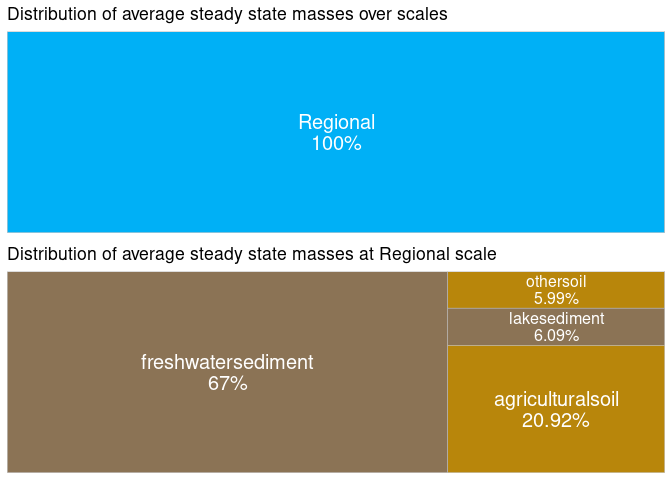 Distribution of average steady state masses over scales
Regional
100%
Distribution of average steady state masses at Regional scale
freshwatersediment
67%
othersoil
5.99%
lakesediment
6.09%
agriculturalsoil
20.92%